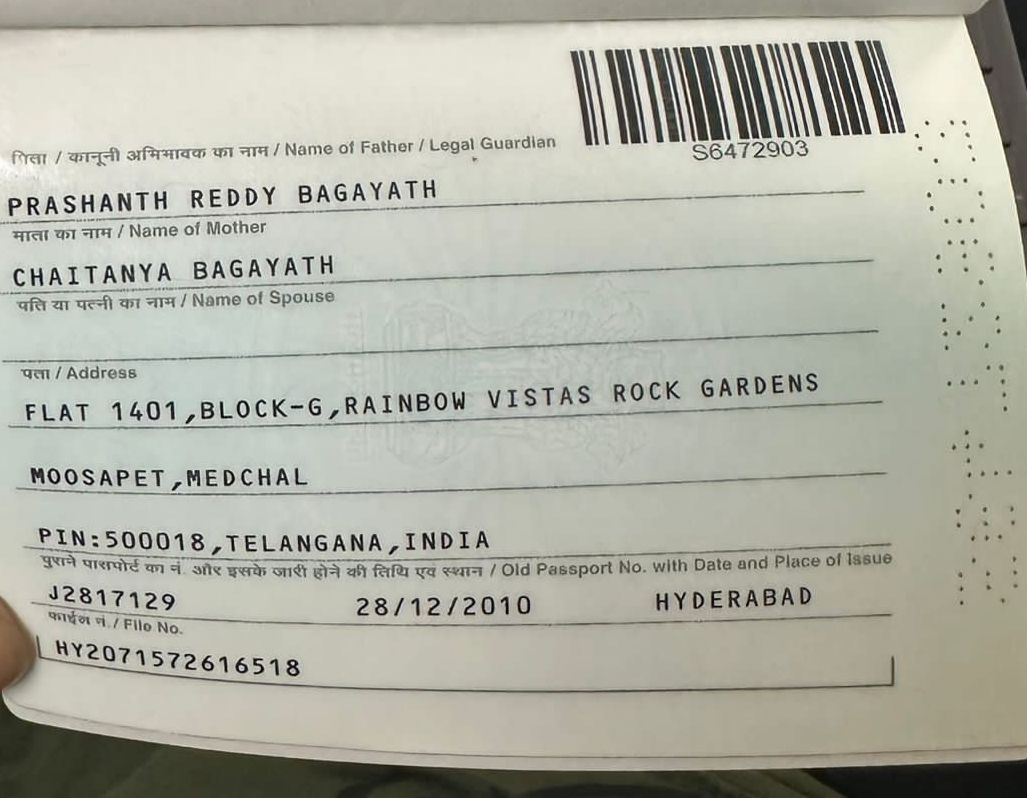 S6472903
पिता / कानूनी अभिभावक का नाम / Name of Father / Legal Guardian
PRASHANTH REDDY BAGAYATH
माता का नाम / Name of Mother
CHAITANYA BAGAYATH
पति या पत्नी का नाम / Name of Spouse
पता / Address
FLAT 1401,BLOCK-G,RAINBOW VISTAS ROCK GARDENS
MOOSAPET,MEDCHAL
PIN:500018,TELANGANA,INDIA
पुराने पासपोर्ट का नं. और इसके जारी होने की तिथि एवं स्थान / Old Passport No. with Date and Place of Issue
J2817129 28/12/2010 HYDERABAD
फाईल नं. / File No.
HY2071572616518